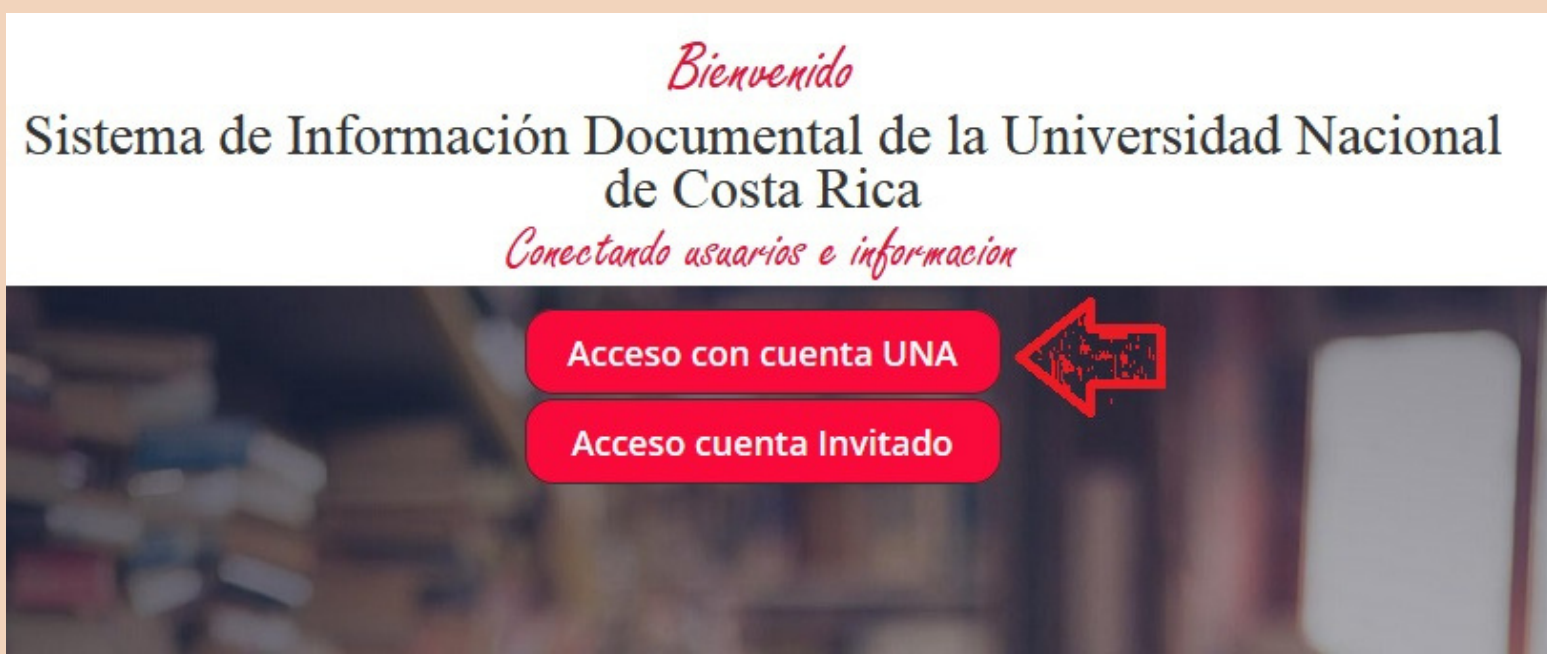 Bienvenido
Sistema de Información Documental de la Universidad Nacional
de Costa Rica
Conectando usuarios e informacion
Acceso con cuenta UNA
Acceso cuenta Invitado